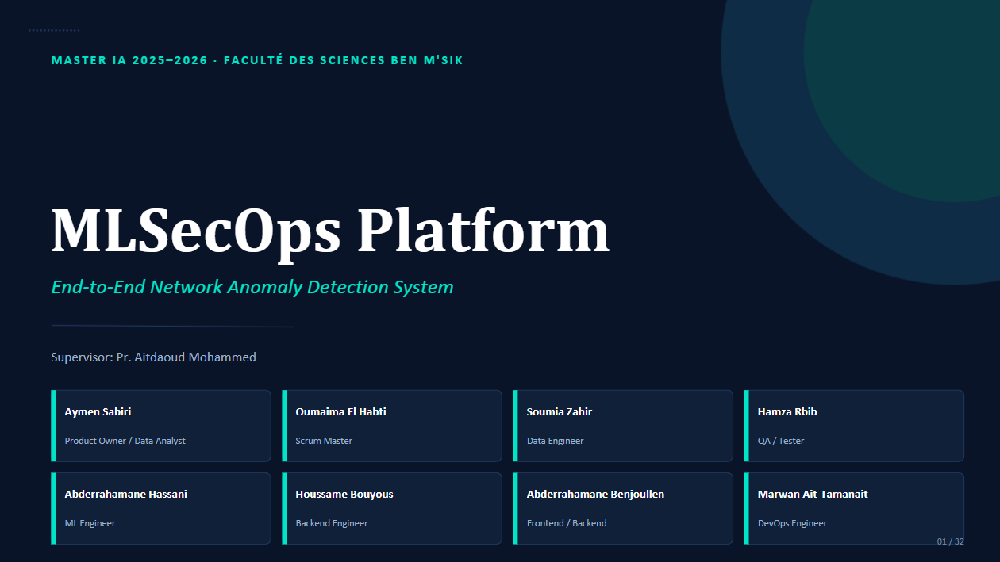 MASTER IA 2025–2026 · FACULTÉ DES SCIENCES BEN M'SIK
MLSecOps Platform
End-to-End Network Anomaly Detection System
Supervisor: Pr. Aitdaoud Mohammed
Aymen Sabiri
Product Owner / Data Analyst
Oumaima El Habti
Scrum Master
Soumia Zahir
Data Engineer
Hamza Rbib
QA / Tester
Abderrahamane Hassani
ML Engineer
Houssame Bouyous
Backend Engineer
Abderrahamane Benjoullen
Frontend / Backend
Marwan Ait-Tamanait
DevOps Engineer
01 / 32